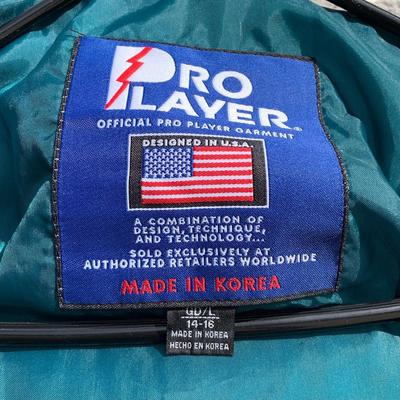 PRO
PLAYER®
OFFICIAL PRO PLAYER GARMENT
DESIGNED IN U.S.A.
A COMBINATION OF
DESIGN, TECHNIQUE,
AND TECHNOLOGY...
SOLD EXCLUSIVELY AT
AUTHORIZED RETAILERS WORLDWIDE
MADE IN KOREA
GD/L
14-16
MADE IN KOREA
HECHO EN KOREA